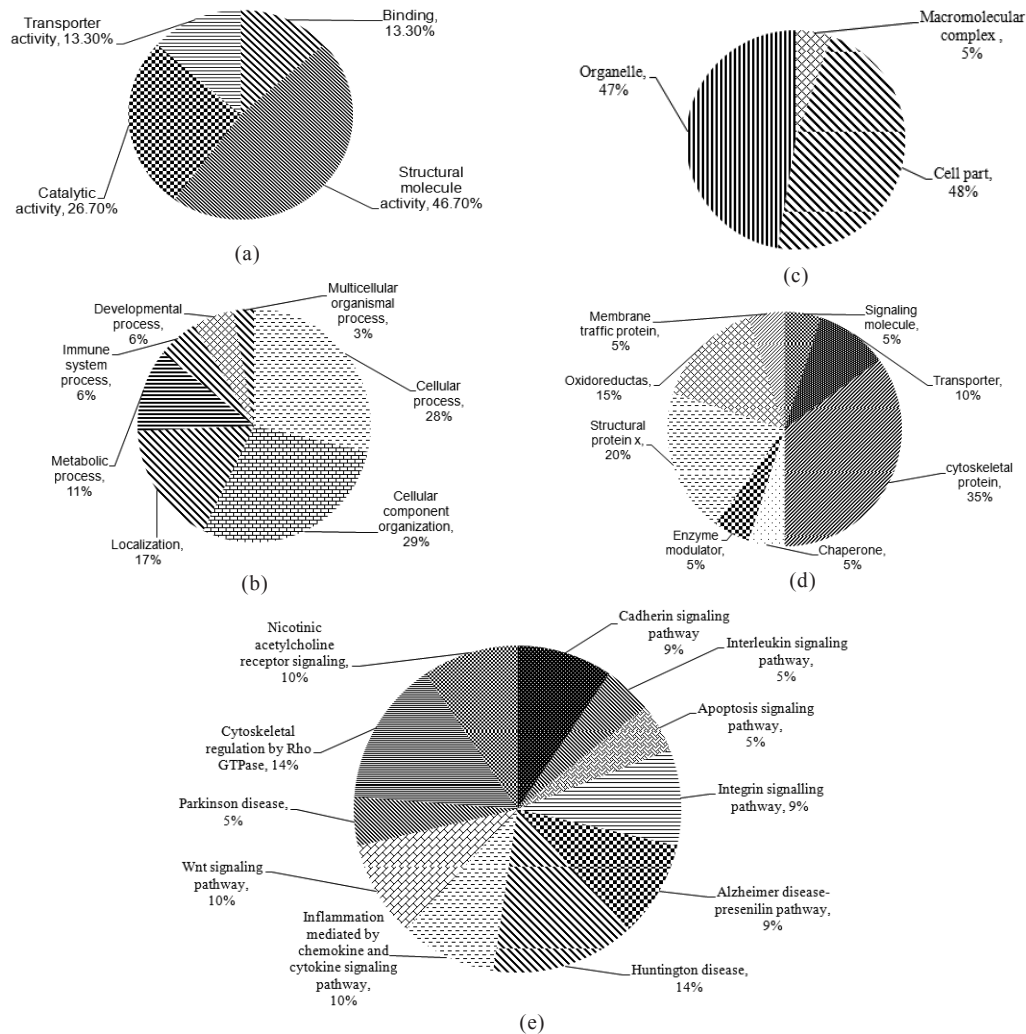 Transporter
activity, 13.30%
Binding,
13.30%
Catalytic
activity, 26.70%
Structural
molecule
activity, 46.70%
(a)
Macromolecular
complex ,
5%
Organelle,
47%
Cell part,
48%
(c)
Developmental
process,
6%
Multicellular
organismal
process,
3%
Immune
system
process,
6%
Cellular
process,
28%
Metabolic
process,
11%
Localization,
17%
Cellular
component
organization,
29%
(b)
Membrane
traffic protein,
5%
Signaling
molecule,
5%
Oxidoreductas,
15%
Transporter,
10%
Structural
protein x,
20%
cytoskeletal
protein,
35%
Enzyme
modulator,
5%
Chaperone,
5%
(d)
Nicotinic
acetylcholine
receptor signaling,
10%
Cadherin signaling
pathway
9%
Interleukin signaling
pathway,
5%
Apoptosis signaling
pathway,
5%
Cytoskeletal
regulation by Rho
GTPase, 14%
Integrin signalling
pathway, 9%
Parkinson disease,
5%
Wnt signaling
pathway,
10%
Alzheimer disease-
presenilin pathway,
9%
Inflammation
mediated by
chemokine and
cytokine signaling
pathway,
10%
Huntington disease,
14%
(e)